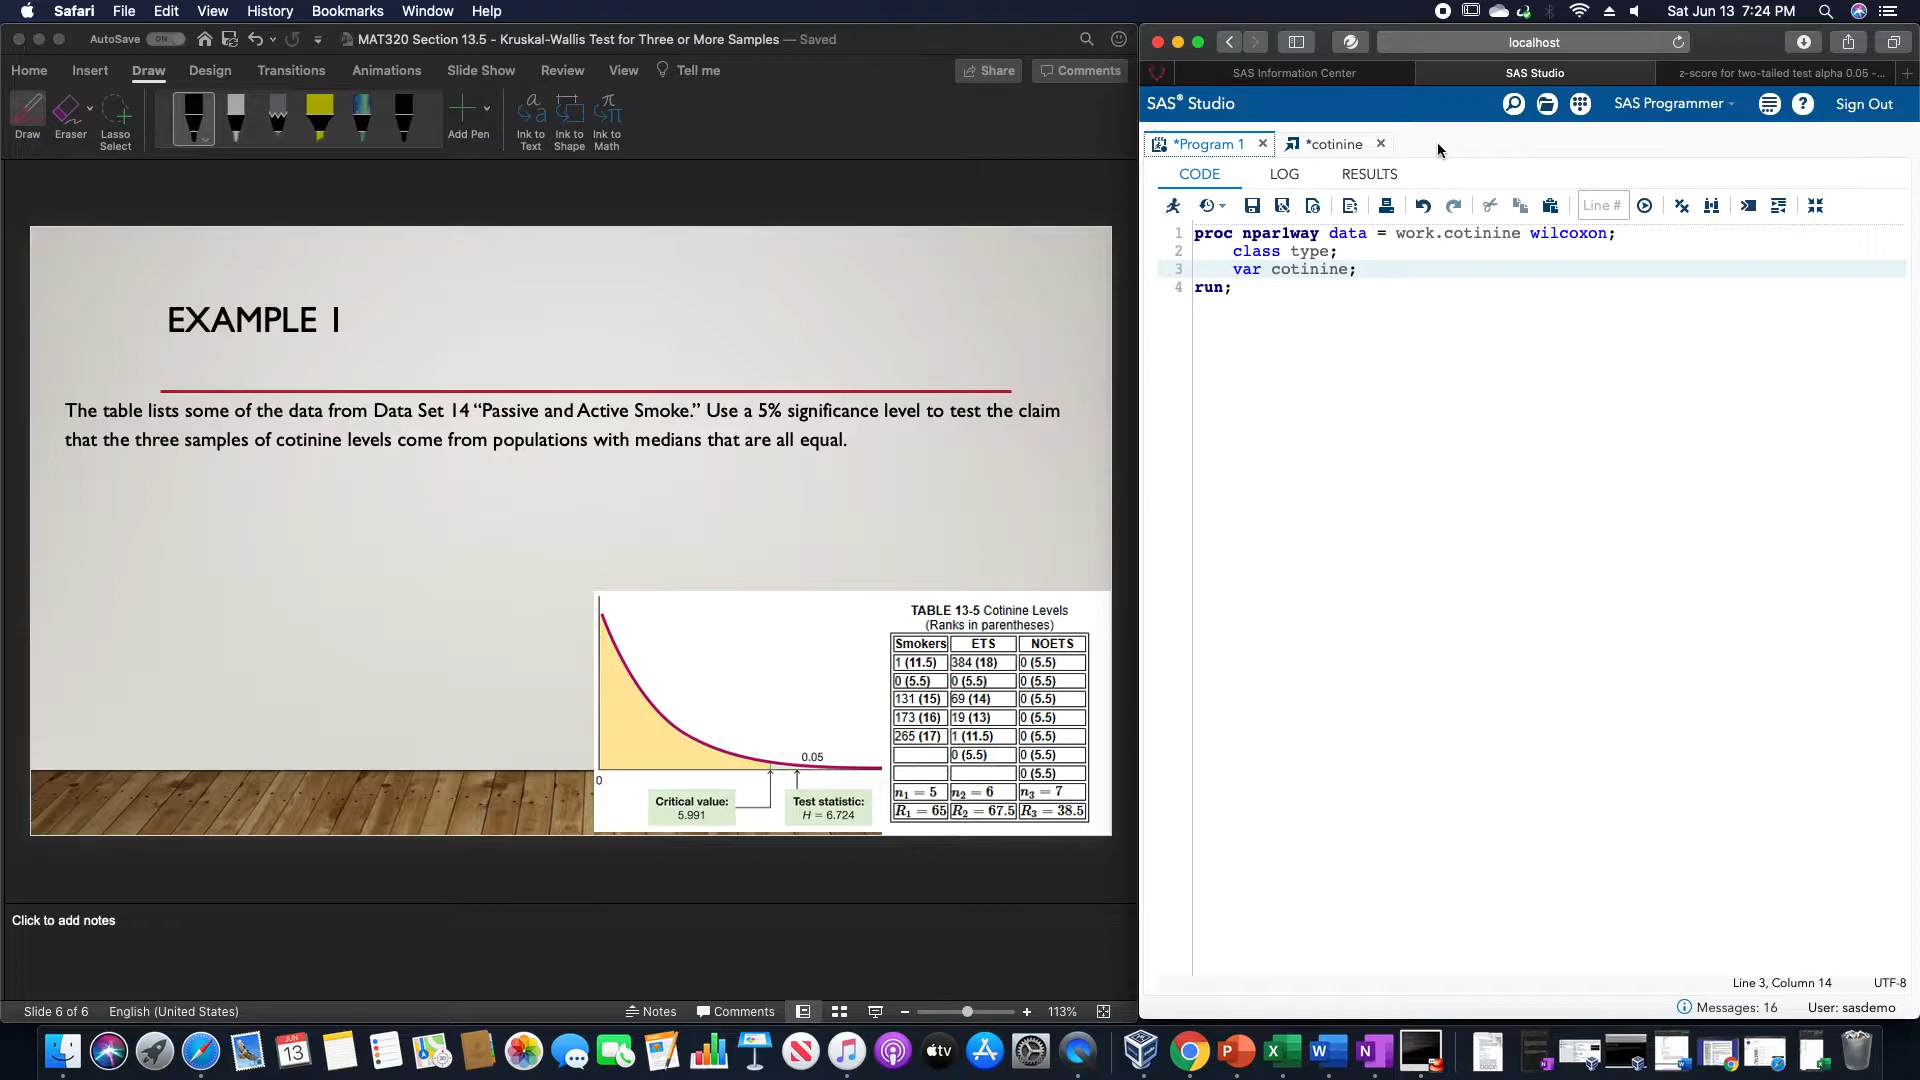 Safari File Edit View History Bookmarks Window Help Sat Jun 13 7:24 PM
AutoSave ON MAT320 Section 13.5 - Kruskal-Wallis Test for Three or More Samples — Saved
Home Insert Draw Design Transitions Animations Slide Show Review View Tell me Share Comments
Draw Eraser Lasso Select Add Pen Ink to Text Ink to Shape Ink to Math
EXAMPLE 1
The table lists some of the data from Data Set 14 “Passive and Active Smoke.” Use a 5% significance level to test the claim
that the three samples of cotinine levels come from populations with medians that are all equal.
0.05
0
Critical value:
5.991
Test statistic:
H = 6.724
TABLE 13-5 Cotinine Levels
(Ranks in parentheses)
Smokers ETS NOETS
1 (11.5) 384 (18) 0 (5.5)
0 (5.5) 0 (5.5) 0 (5.5)
131 (15) 69 (14) 0 (5.5)
173 (16) 19 (13) 0 (5.5)
265 (17) 1 (11.5) 0 (5.5)
0 (5.5) 0 (5.5)
0 (5.5)
n₁ = 5 n₂ = 6 n₃ = 7
R₁ = 65 R₂ = 67.5 R₃ = 38.5
Click to add notes
Slide 6 of 6 English (United States) Notes Comments 113%
localhost
SAS Information Center SAS Studio z-score for two-tailed test alpha 0.05 -...
SAS® Studio SAS Programmer Sign Out
*Program 1 *cotinine
CODE LOG RESULTS
Line #
1 proc npar1way data = work.cotinine wilcoxon;
2 class type;
3 var cotinine;
4 run;
Line 3, Column 14 UTF-8
Messages: 16 User: sasdemo
JUN
13